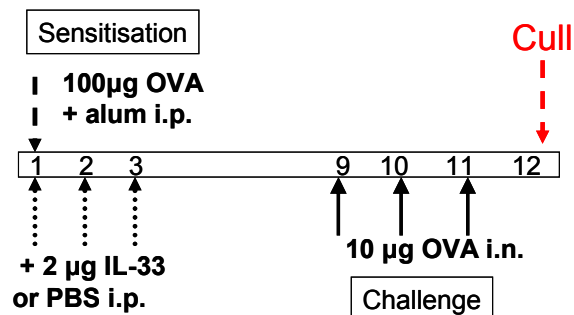 Sensitisation
Cull
100µg OVA
+ alum i.p.
1 2 3 9 10 11 12
+ 2 µg IL-33
or PBS i.p.
10 µg OVA i.n.
Challenge